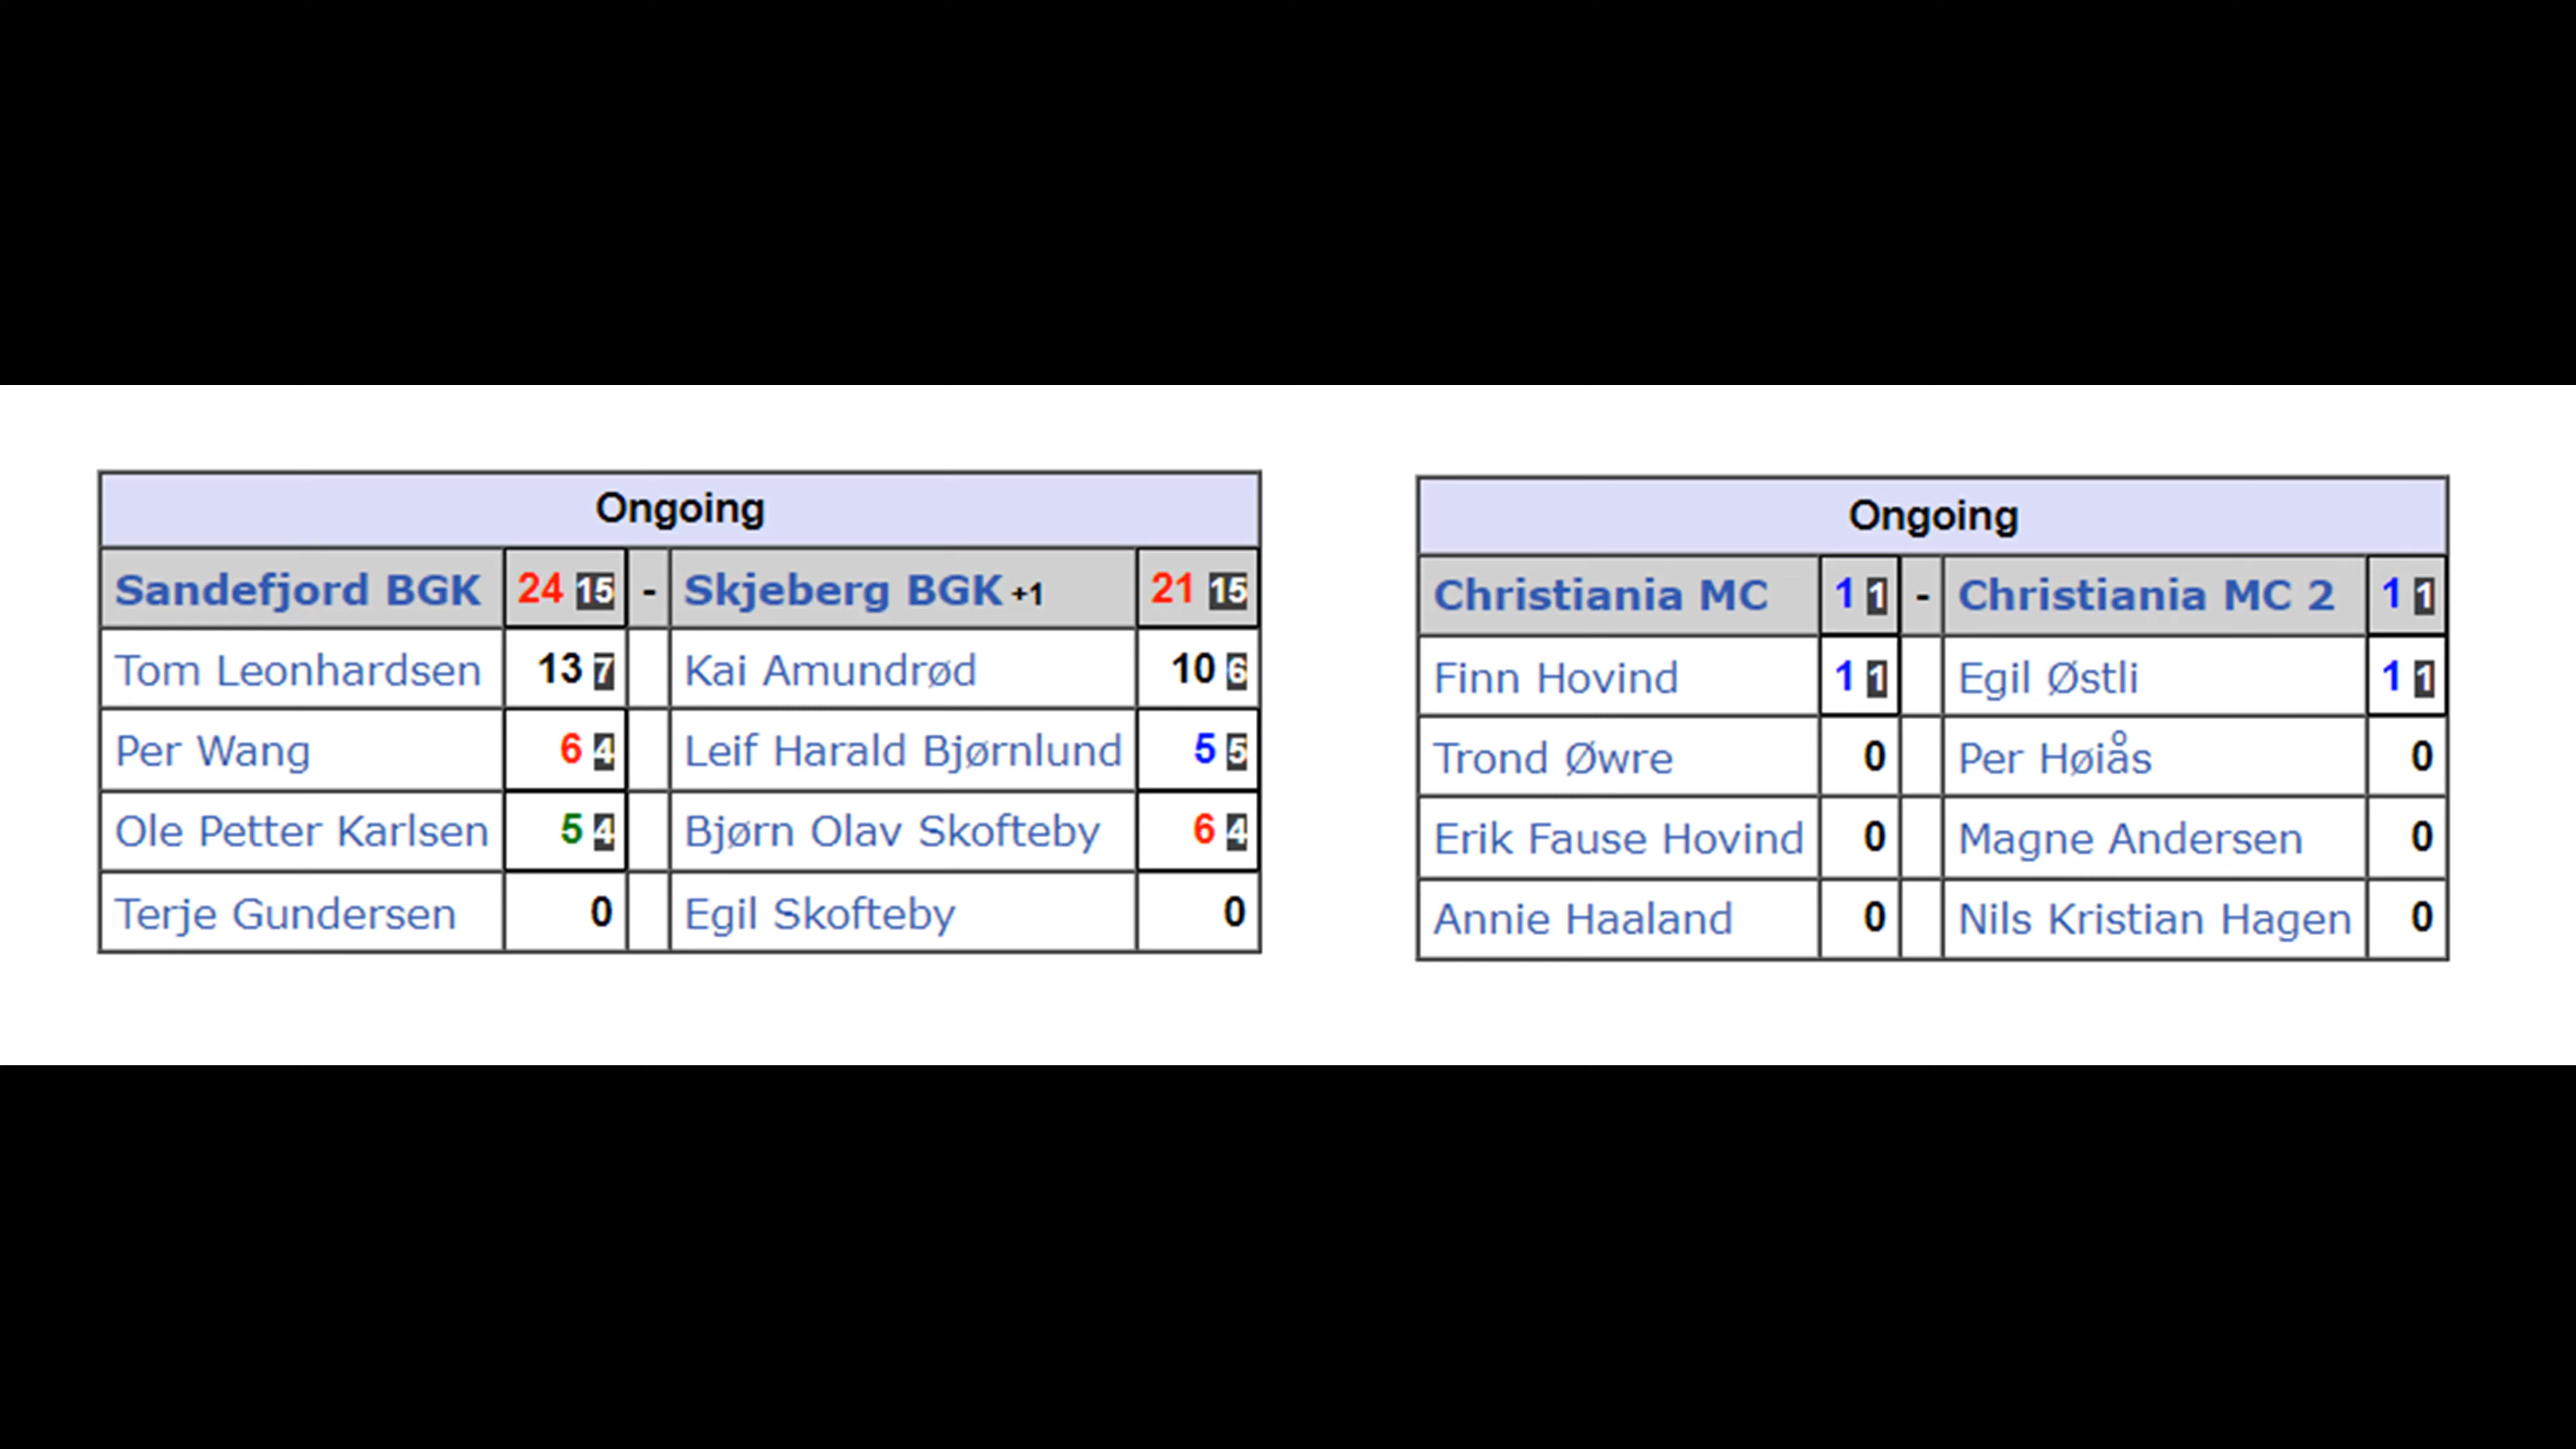 Ongoing
Sandefjord BGK 24 15 - Skjeberg BGK +1 21 15
Tom Leonhardsen 13 7 Kai Amundrød 10 6
Per Wang 6 4 Leif Harald Bjørnlund 5 5
Ole Petter Karlsen 5 4 Bjørn Olav Skofteby 6 4
Terje Gundersen 0 Egil Skofteby 0
Ongoing
Christiania MC 1 1 - Christiania MC 2 1 1
Finn Hovind 1 1 Egil Østli 1 1
Trond Øwre 0 Per Høiås 0
Erik Fause Hovind 0 Magne Andersen 0
Annie Haaland 0 Nils Kristian Hagen 0